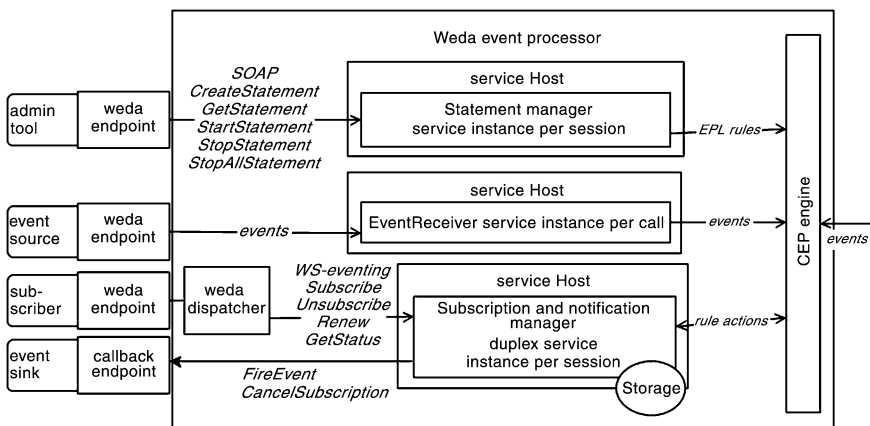 Weda event processor
admin
tool
weda
endpoint
SOAP
CreateStatement
GetStatement
StartStatement
StopStatement
StopAllStatement
service Host
Statement manager
service instance per session
EPL rules
CEP engine
event
source
weda
endpoint
events
service Host
EventReceiver service instance per call
events
events
sub-
scriber
weda
endpoint
weda
dispatcher
WS-eventing
Subscribe
Unsubscribe
Renew
GetStatus
service Host
Subscription and notification
manager
duplex service
instance per session
rule actions
event
sink
callback
endpoint
FireEvent
CancelSubscription
Storage